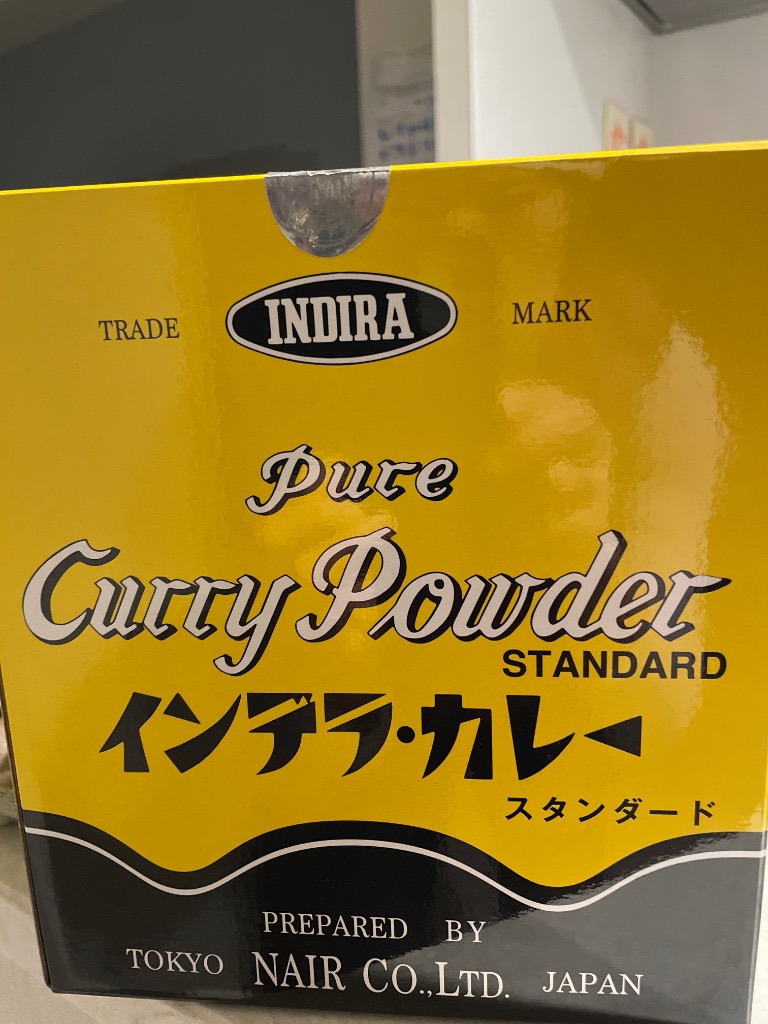 TRADE INDIRA MARK
Pure
Curry Powder
STANDARD
インデラ・カレー
スタンダード
PREPARED BY
TOKYO NAIR CO.,LTD. JAPAN